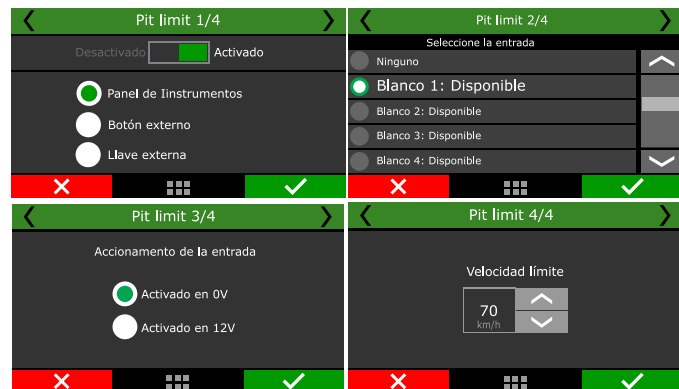 Pit limit 1/4
Desactivado Activado
Panel de Iinstrumentos
Botón externo
Llave externa
Pit limit 2/4
Seleccione la entrada
Ninguno
Blanco 1: Disponible
Blanco 2: Disponible
Blanco 3: Disponible
Blanco 4: Disponible
Pit limit 3/4
Accionamento de la entrada
Activado en 0V
Activado en 12V
Pit limit 4/4
Velocidad límite
70
km/h